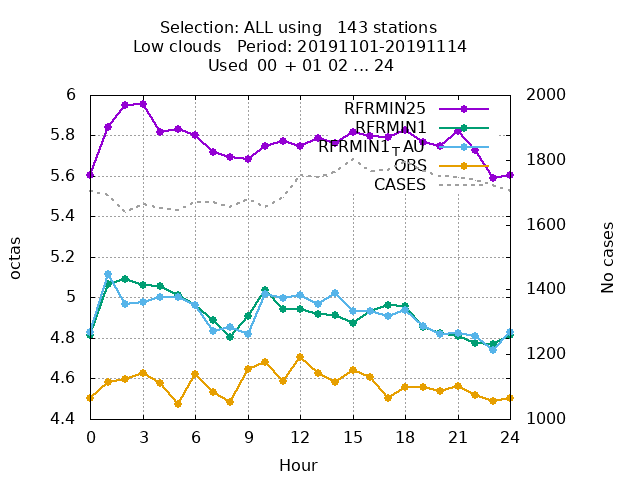 Selection: ALL using   143 stations
Low clouds   Period: 20191101-20191114
Used  00 + 01 02 ... 24
6
5.8
5.6
5.4
5.2
5
4.8
4.6
4.4
octas
2000
1800
1600
1400
1200
1000
No cases
RFRMIN25
RFRMIN1
RFRMIN1_TAU
OBS
CASES
0 3 6 9 12 15 18 21 24
Hour